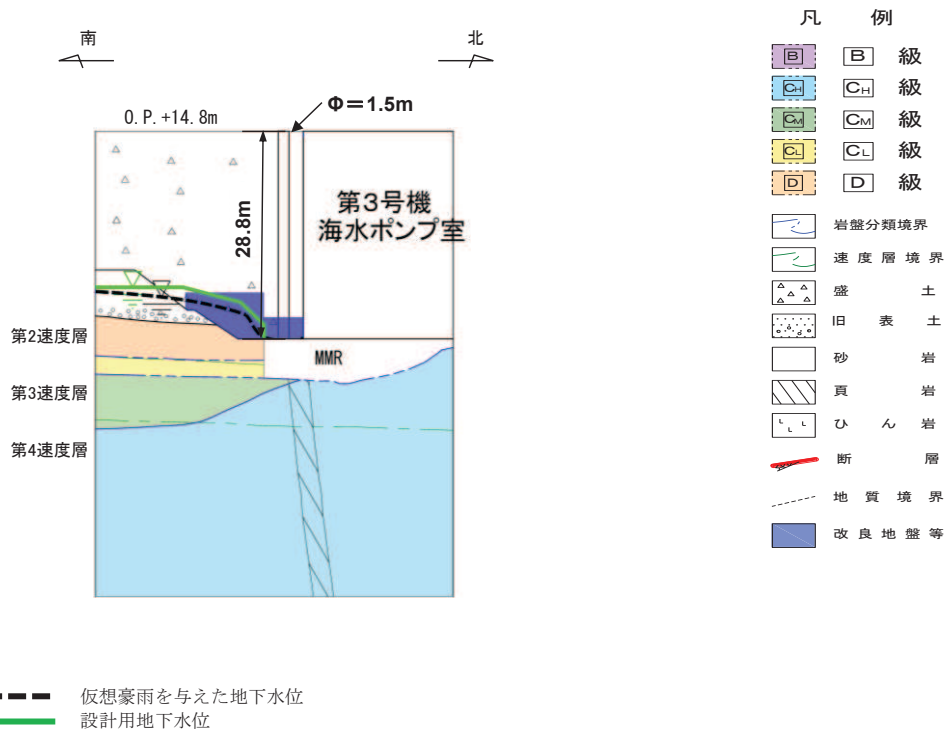 南
北
O.P.+14.8m
Φ=1.5m
28.8m
第3号機
海水ポンプ室
MMR
第2速度層
第3速度層
第4速度層
凡 例
B B 級
CH CH 級
CM CM 級
CL CL 級
D D 級
岩盤分類境界
速度層境界
盛土
旧表土
砂岩
頁岩
ひん岩
断層
地質境界
改良地盤等
仮想豪雨を与えた地下水位
設計用地下水位